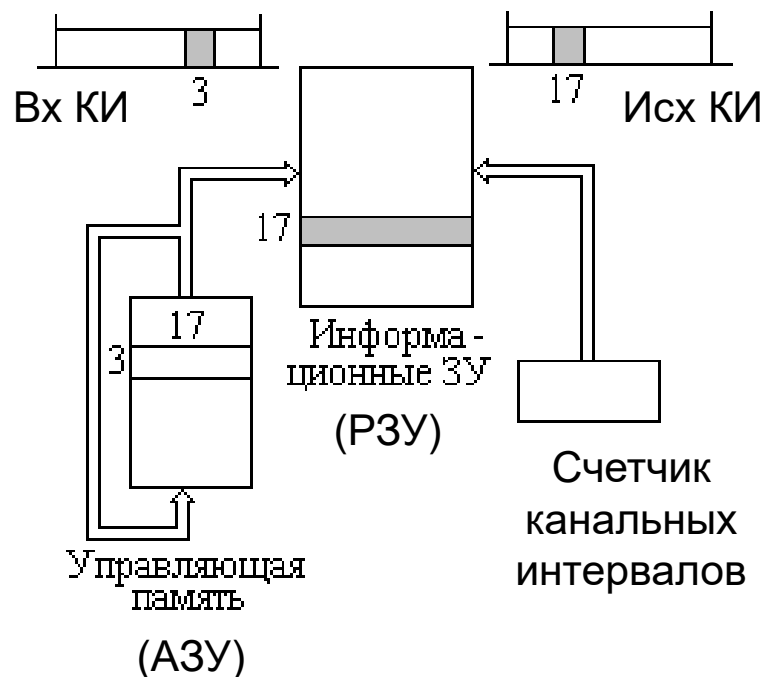 Вх КИ
3
17
Исх КИ
17
17
3
Информа -
ционные ЗУ
(РЗУ)
Счетчик
канальных
интервалов
Управляющая
память
(АЗУ)